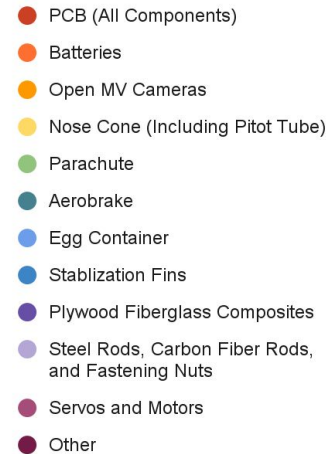 PCB (All Components)
Batteries
Open MV Cameras
Nose Cone (Including Pitot Tube)
Parachute
Aerobrake
Egg Container
Stablization Fins
Plywood Fiberglass Composites
Steel Rods, Carbon Fiber Rods,
and Fastening Nuts
Servos and Motors
Other